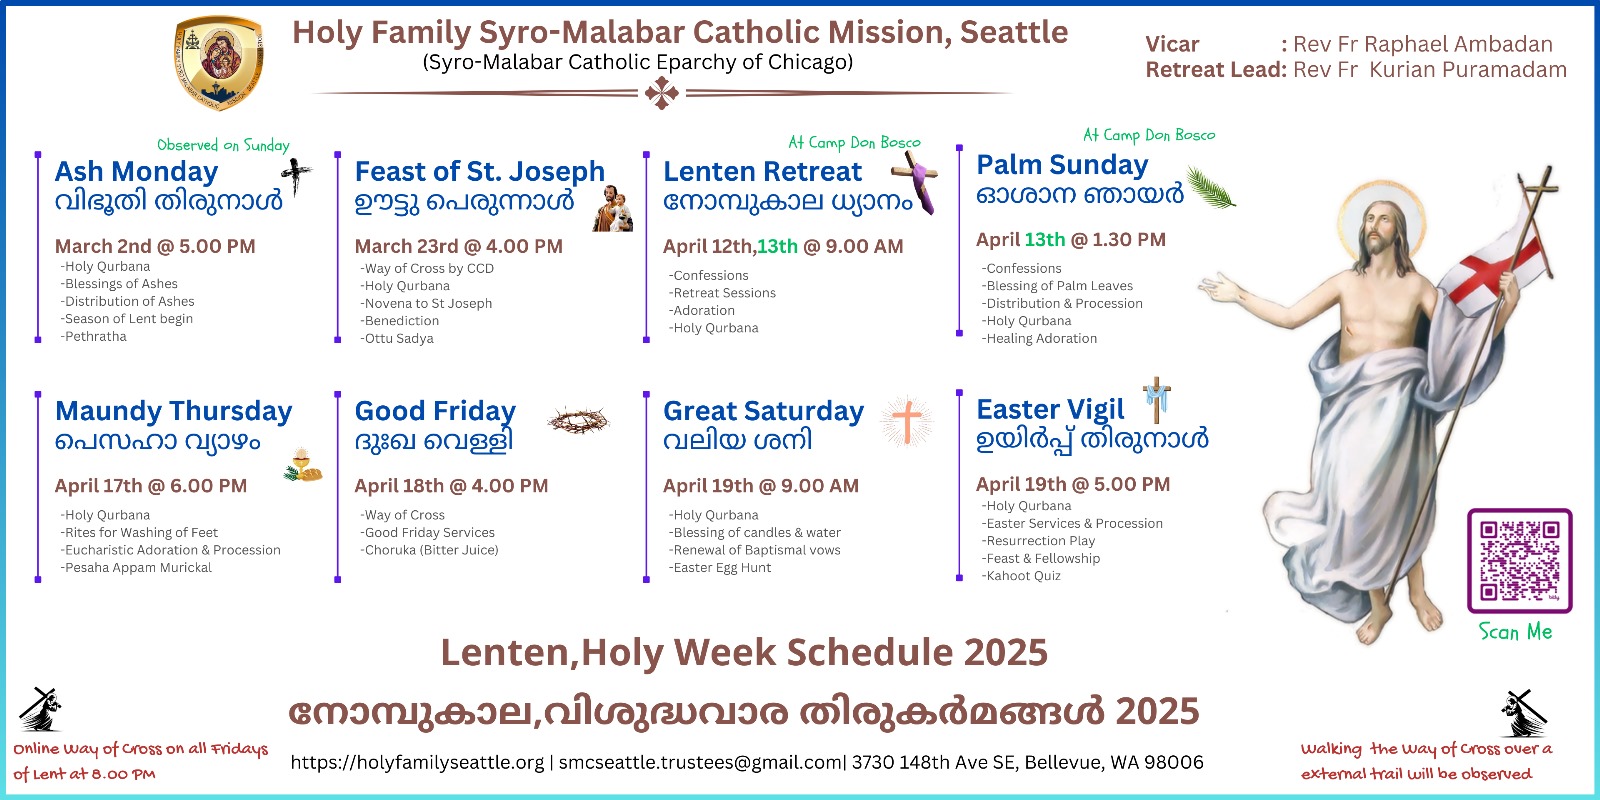 Holy Family Syro-Malabar Catholic Mission, Seattle
(Syro-Malabar Catholic Eparchy of Chicago)
Vicar : Rev Fr Raphael Ambadan
Retreat Lead: Rev Fr Kurian Puramadam
Observed on Sunday
Ash Monday
വിഭൂതി തിരുനാൾ
March 2nd @ 5.00 PM
-Holy Qurbana
-Blessings of Ashes
-Distribution of Ashes
-Season of Lent begin
-Pethratha
Feast of St. Joseph
ഊട്ടു പെരുന്നാൾ
March 23rd @ 4.00 PM
-Way of Cross by CCD
-Holy Qurbana
-Novena to St Joseph
-Benediction
-Ottu Sadya
At Camp Don Bosco
Lenten Retreat
നോമ്പുകാല ധ്യാനം
April 12th,13th @ 9.00 AM
-Confessions
-Retreat Sessions
-Adoration
-Holy Qurbana
At Camp Don Bosco
Palm Sunday
ഓശാന ഞായർ
April 13th @ 1.30 PM
-Confessions
-Blessing of Palm Leaves
-Distribution & Procession
-Holy Qurbana
-Healing Adoration
Maundy Thursday
പെസഹാ വ്യാഴം
April 17th @ 6.00 PM
-Holy Qurbana
-Rites for Washing of Feet
-Eucharistic Adoration & Procession
-Pesaha Appam Murickal
Good Friday
ദുഃഖ വെള്ളി
April 18th @ 4.00 PM
-Way of Cross
-Good Friday Services
-Choruka (Bitter Juice)
Great Saturday
വലിയ ശനി
April 19th @ 9.00 AM
-Holy Qurbana
-Blessing of candles & water
-Renewal of Baptismal vows
-Easter Egg Hunt
Easter Vigil
ഉയിർപ്പ് തിരുനാൾ
April 19th @ 5.00 PM
-Holy Qurbana
-Easter Services & Procession
-Resurrection Play
-Feast & Fellowship
-Kahoot Quiz
bitly
Scan Me
Lenten,Holy Week Schedule 2025
നോമ്പുകാല,വിശുദ്ധവാര തിരുകർമങ്ങൾ 2025
Online Way of Cross on all Fridays
of Lent at 8.00 PM
https://holyfamilyseattle.org | smcseattle.trustees@gmail.com| 3730 148th Ave SE, Bellevue, WA 98006
Walking the Way of Cross over a
external trail will be observed